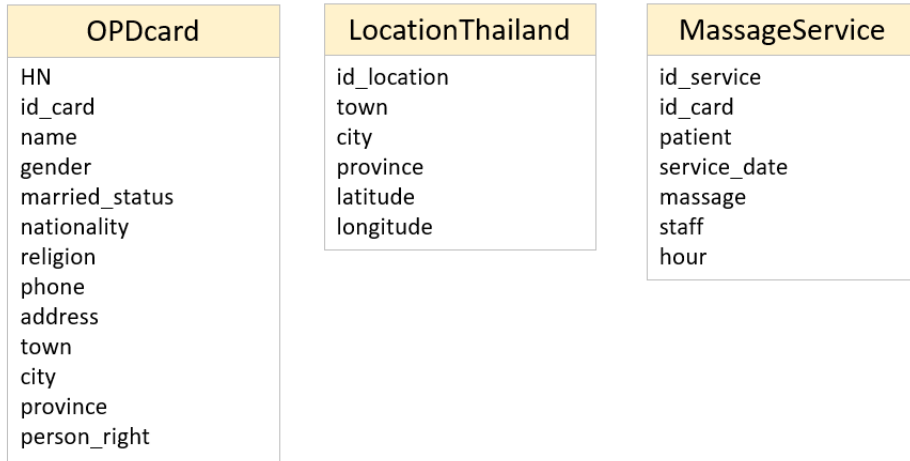 OPDcard
HN
id_card
name
gender
married_status
nationality
religion
phone
address
town
city
province
person_right
LocationThailand
id_location
town
city
province
latitude
longitude
MassageService
id_service
id_card
patient
service_date
massage
staff
hour